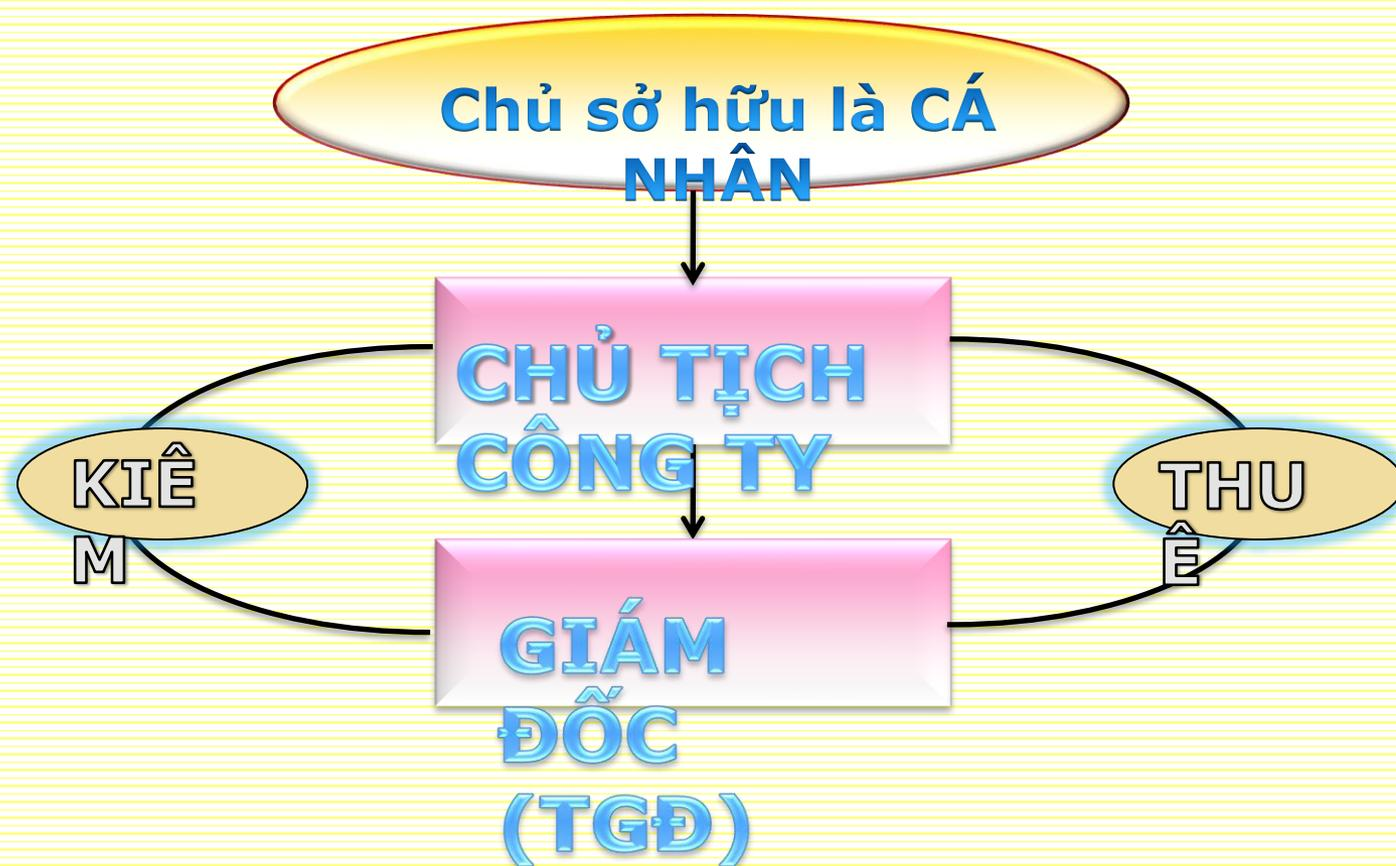 Chủ sở hữu là CÁ
NHÂN
CHỦ TỊCH
CÔNG TY
KIÊ
M
THU
Ê
GIÁM
ĐỐC
(TGĐ)